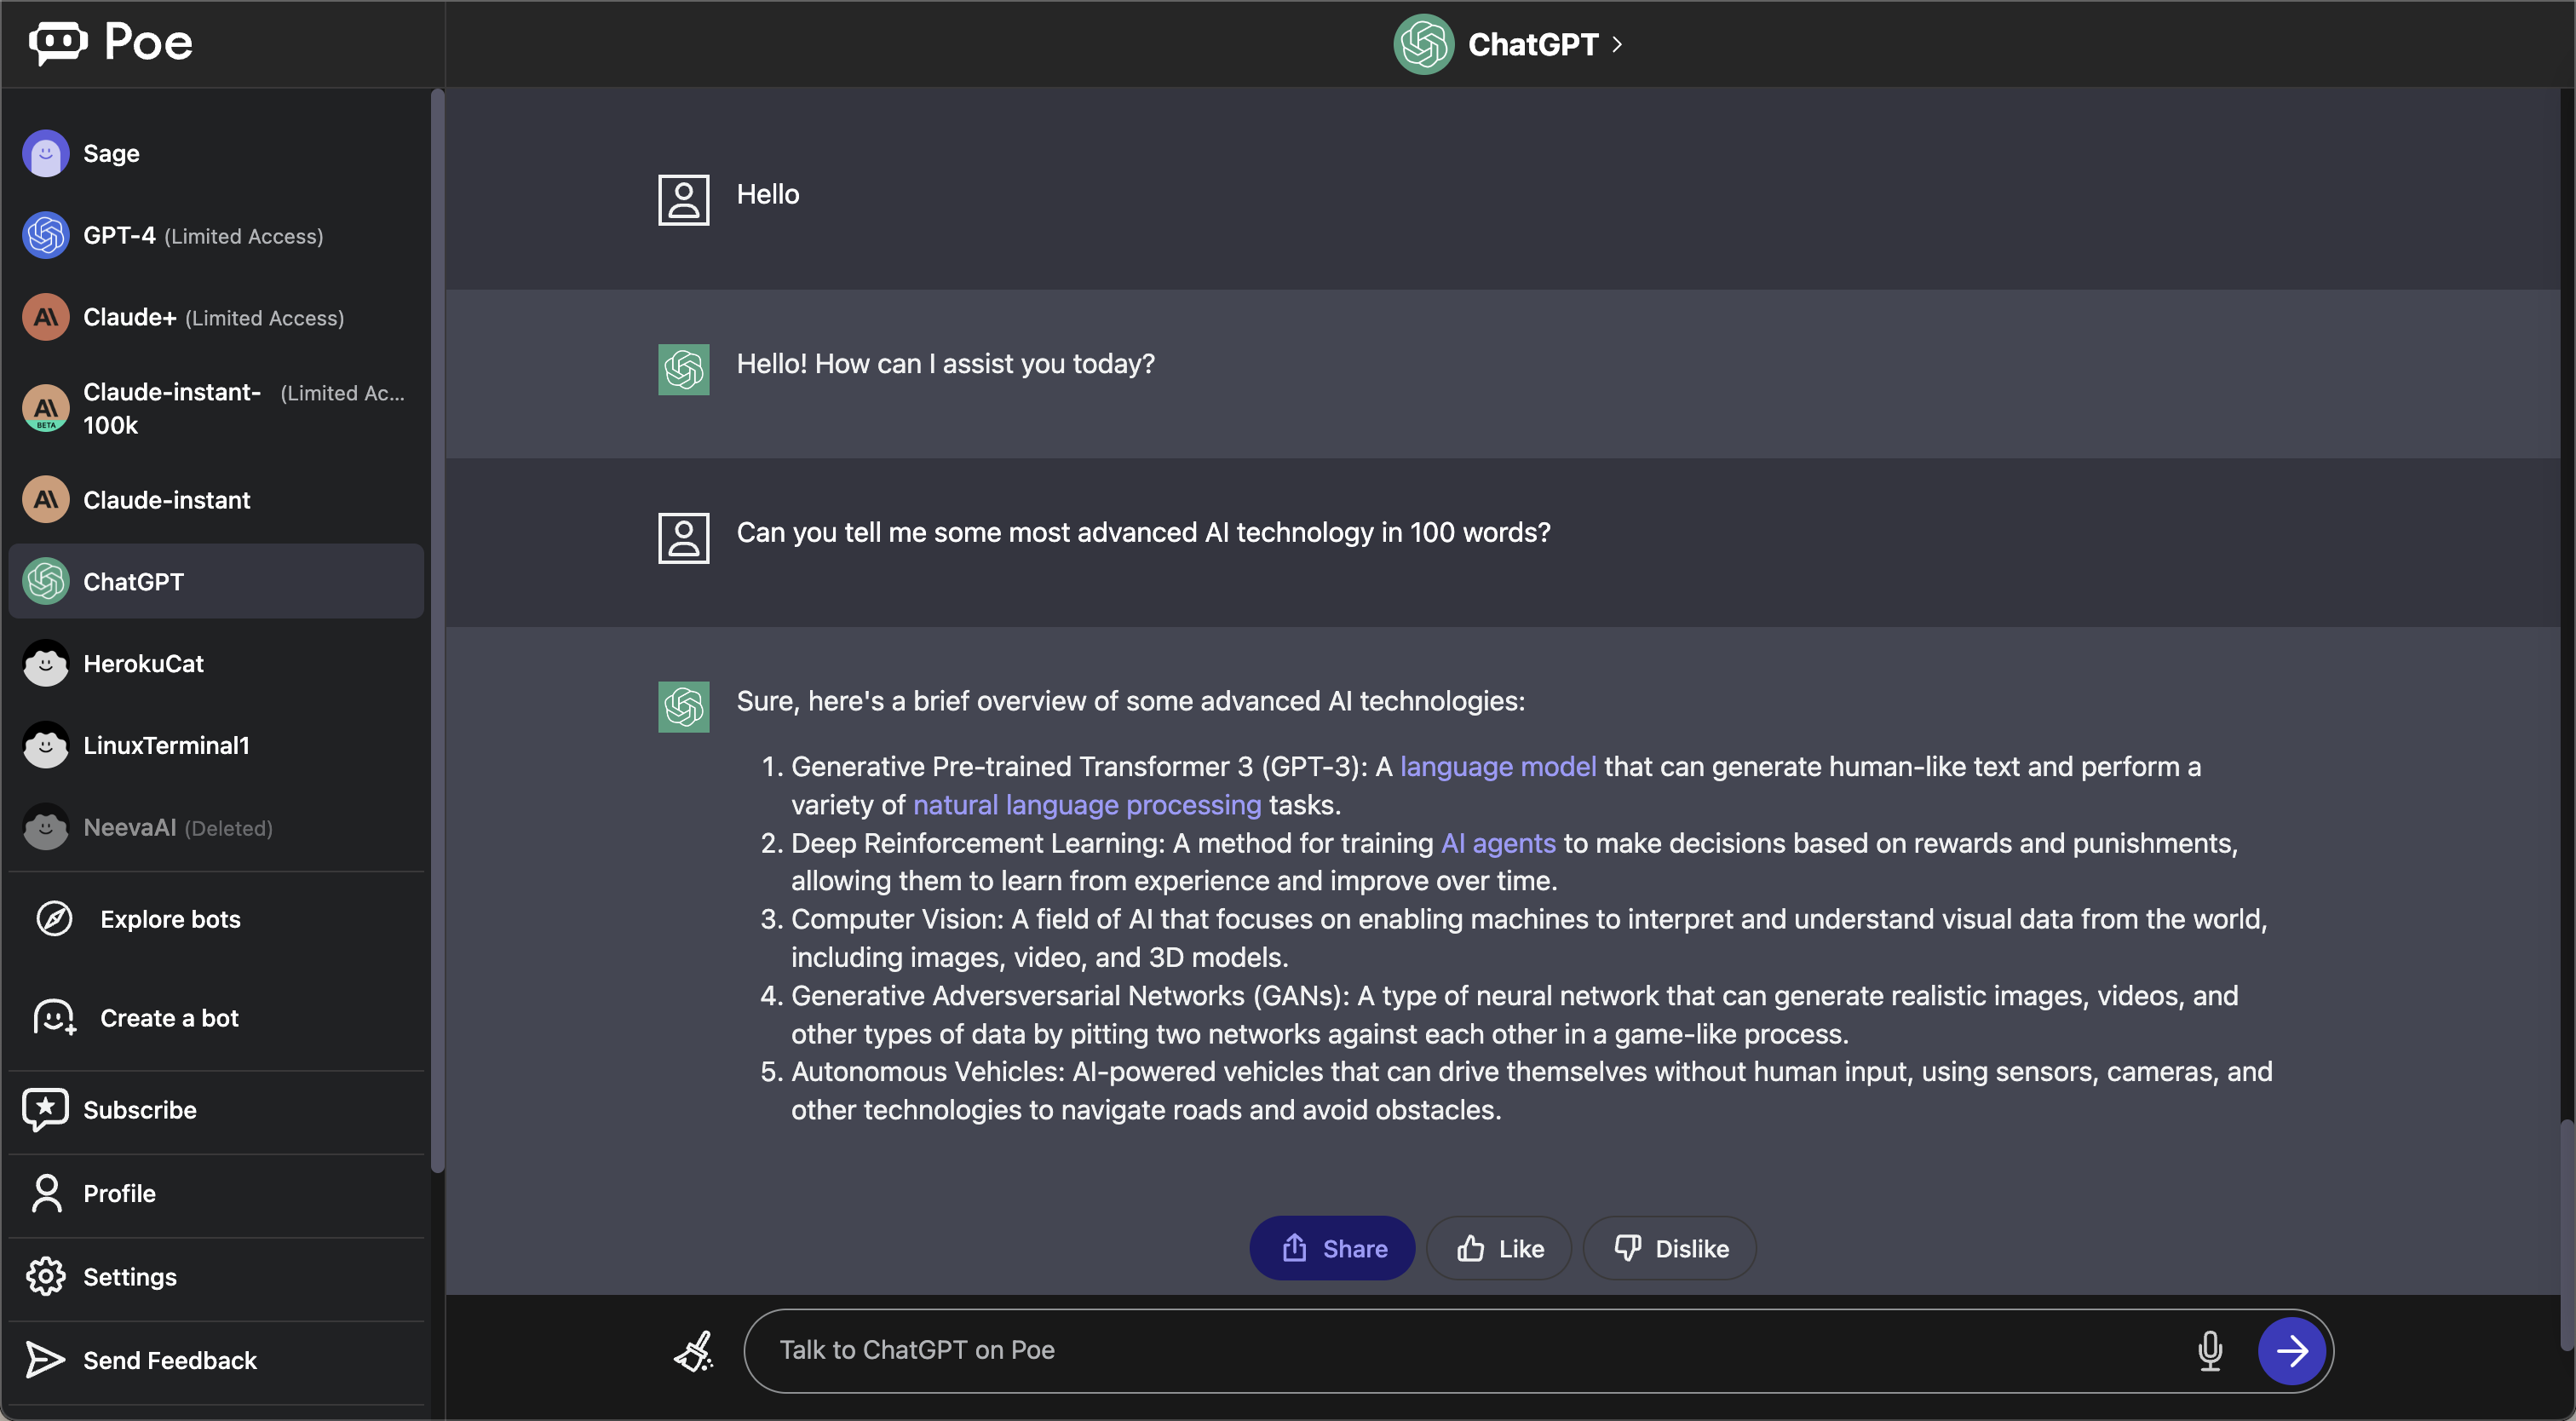 Poe
ChatGPT
Sage
GPT-4 (Limited Access)
Claude+ (Limited Access)
Claude-instant- (Limited Ac...
100k
BETA
Claude-instant
ChatGPT
HerokuCat
LinuxTerminal1
NeevaAI (Deleted)
Explore bots
Create a bot
Subscribe
Profile
Settings
Send Feedback
Hello
Hello! How can I assist you today?
Can you tell me some most advanced AI technology in 100 words?
Sure, here's a brief overview of some advanced AI technologies:
1. Generative Pre-trained Transformer 3 (GPT-3): A language model that can generate human-like text and perform a
variety of natural language processing tasks.
2. Deep Reinforcement Learning: A method for training AI agents to make decisions based on rewards and punishments,
allowing them to learn from experience and improve over time.
3. Computer Vision: A field of AI that focuses on enabling machines to interpret and understand visual data from the world,
including images, video, and 3D models.
4. Generative Adversversarial Networks (GANs): A type of neural network that can generate realistic images, videos, and
other types of data by pitting two networks against each other in a game-like process.
5. Autonomous Vehicles: AI-powered vehicles that can drive themselves without human input, using sensors, cameras, and
other technologies to navigate roads and avoid obstacles.
Share
Like
Dislike
Talk to ChatGPT on Poe